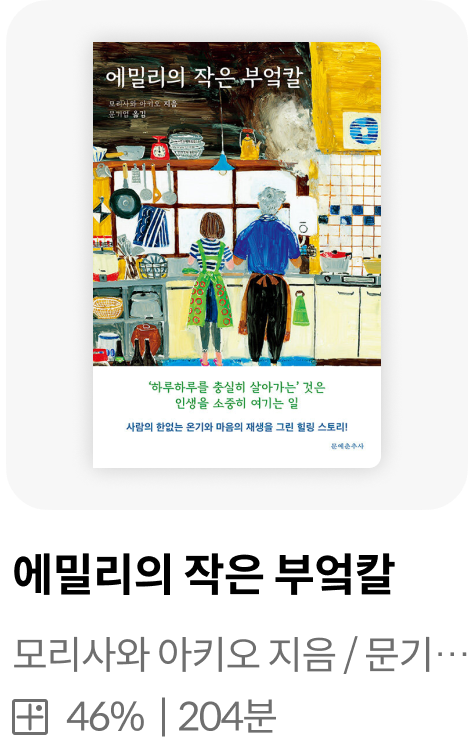 에밀리의 작은 부엌칼
모리사와 아키오 지음
문기업 옮김
‘하루하루를 충실히 살아가는’ 것은
인생을 소중히 여기는 일
사람의 한없는 온기와 마음의 재생을 그린 힐링 스토리!
문예춘추사
에밀리의 작은 부엌칼
모리사와 아키오 지음 / 문기…
46% | 204분